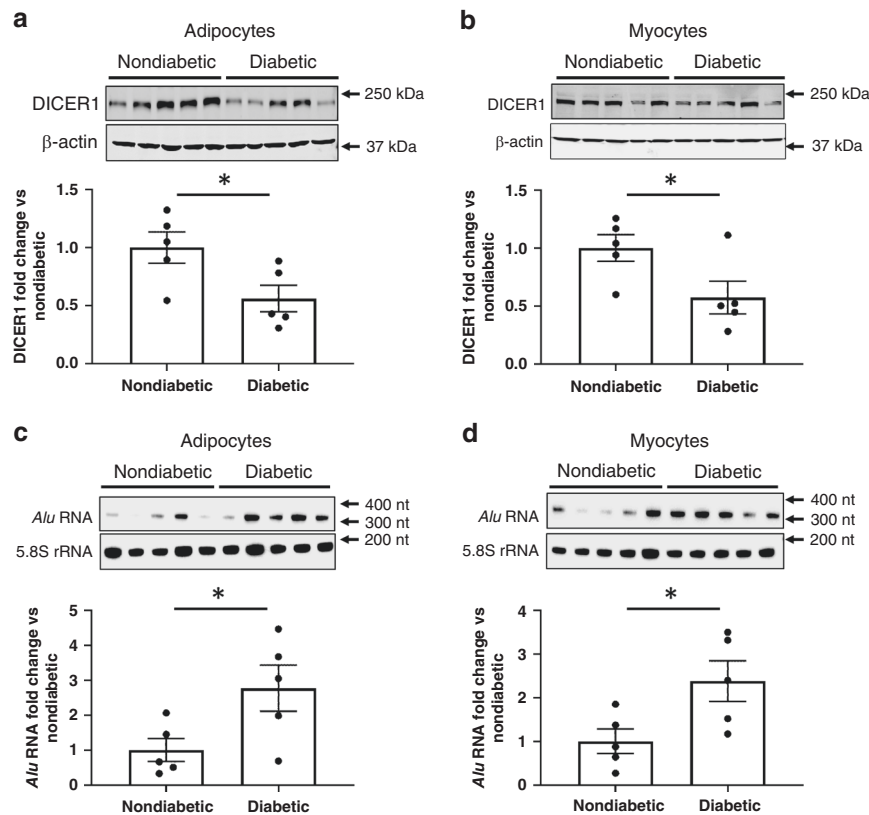 a
Adipocytes
Nondiabetic Diabetic
DICER1
250 kDa
β-actin
37 kDa
DICER1 fold change vs
nondiabetic
1.5
1.0
0.5
0.0
*
Nondiabetic Diabetic
b
Myocytes
Nondiabetic Diabetic
DICER1
250 kDa
β-actin
37 kDa
DICER1 fold change vs
nondiabetic
1.5
1.0
0.5
0.0
*
Nondiabetic Diabetic
c
Adipocytes
Nondiabetic Diabetic
Alu RNA
400 nt
300 nt
5.8S rRNA
200 nt
Alu RNA fold change vs
nondiabetic
5
4
3
2
1
0
*
Nondiabetic Diabetic
d
Myocytes
Nondiabetic Diabetic
Alu RNA
400 nt
300 nt
5.8S rRNA
200 nt
Alu RNA fold change vs
nondiabetic
4
3
2
1
0
*
Nondiabetic Diabetic